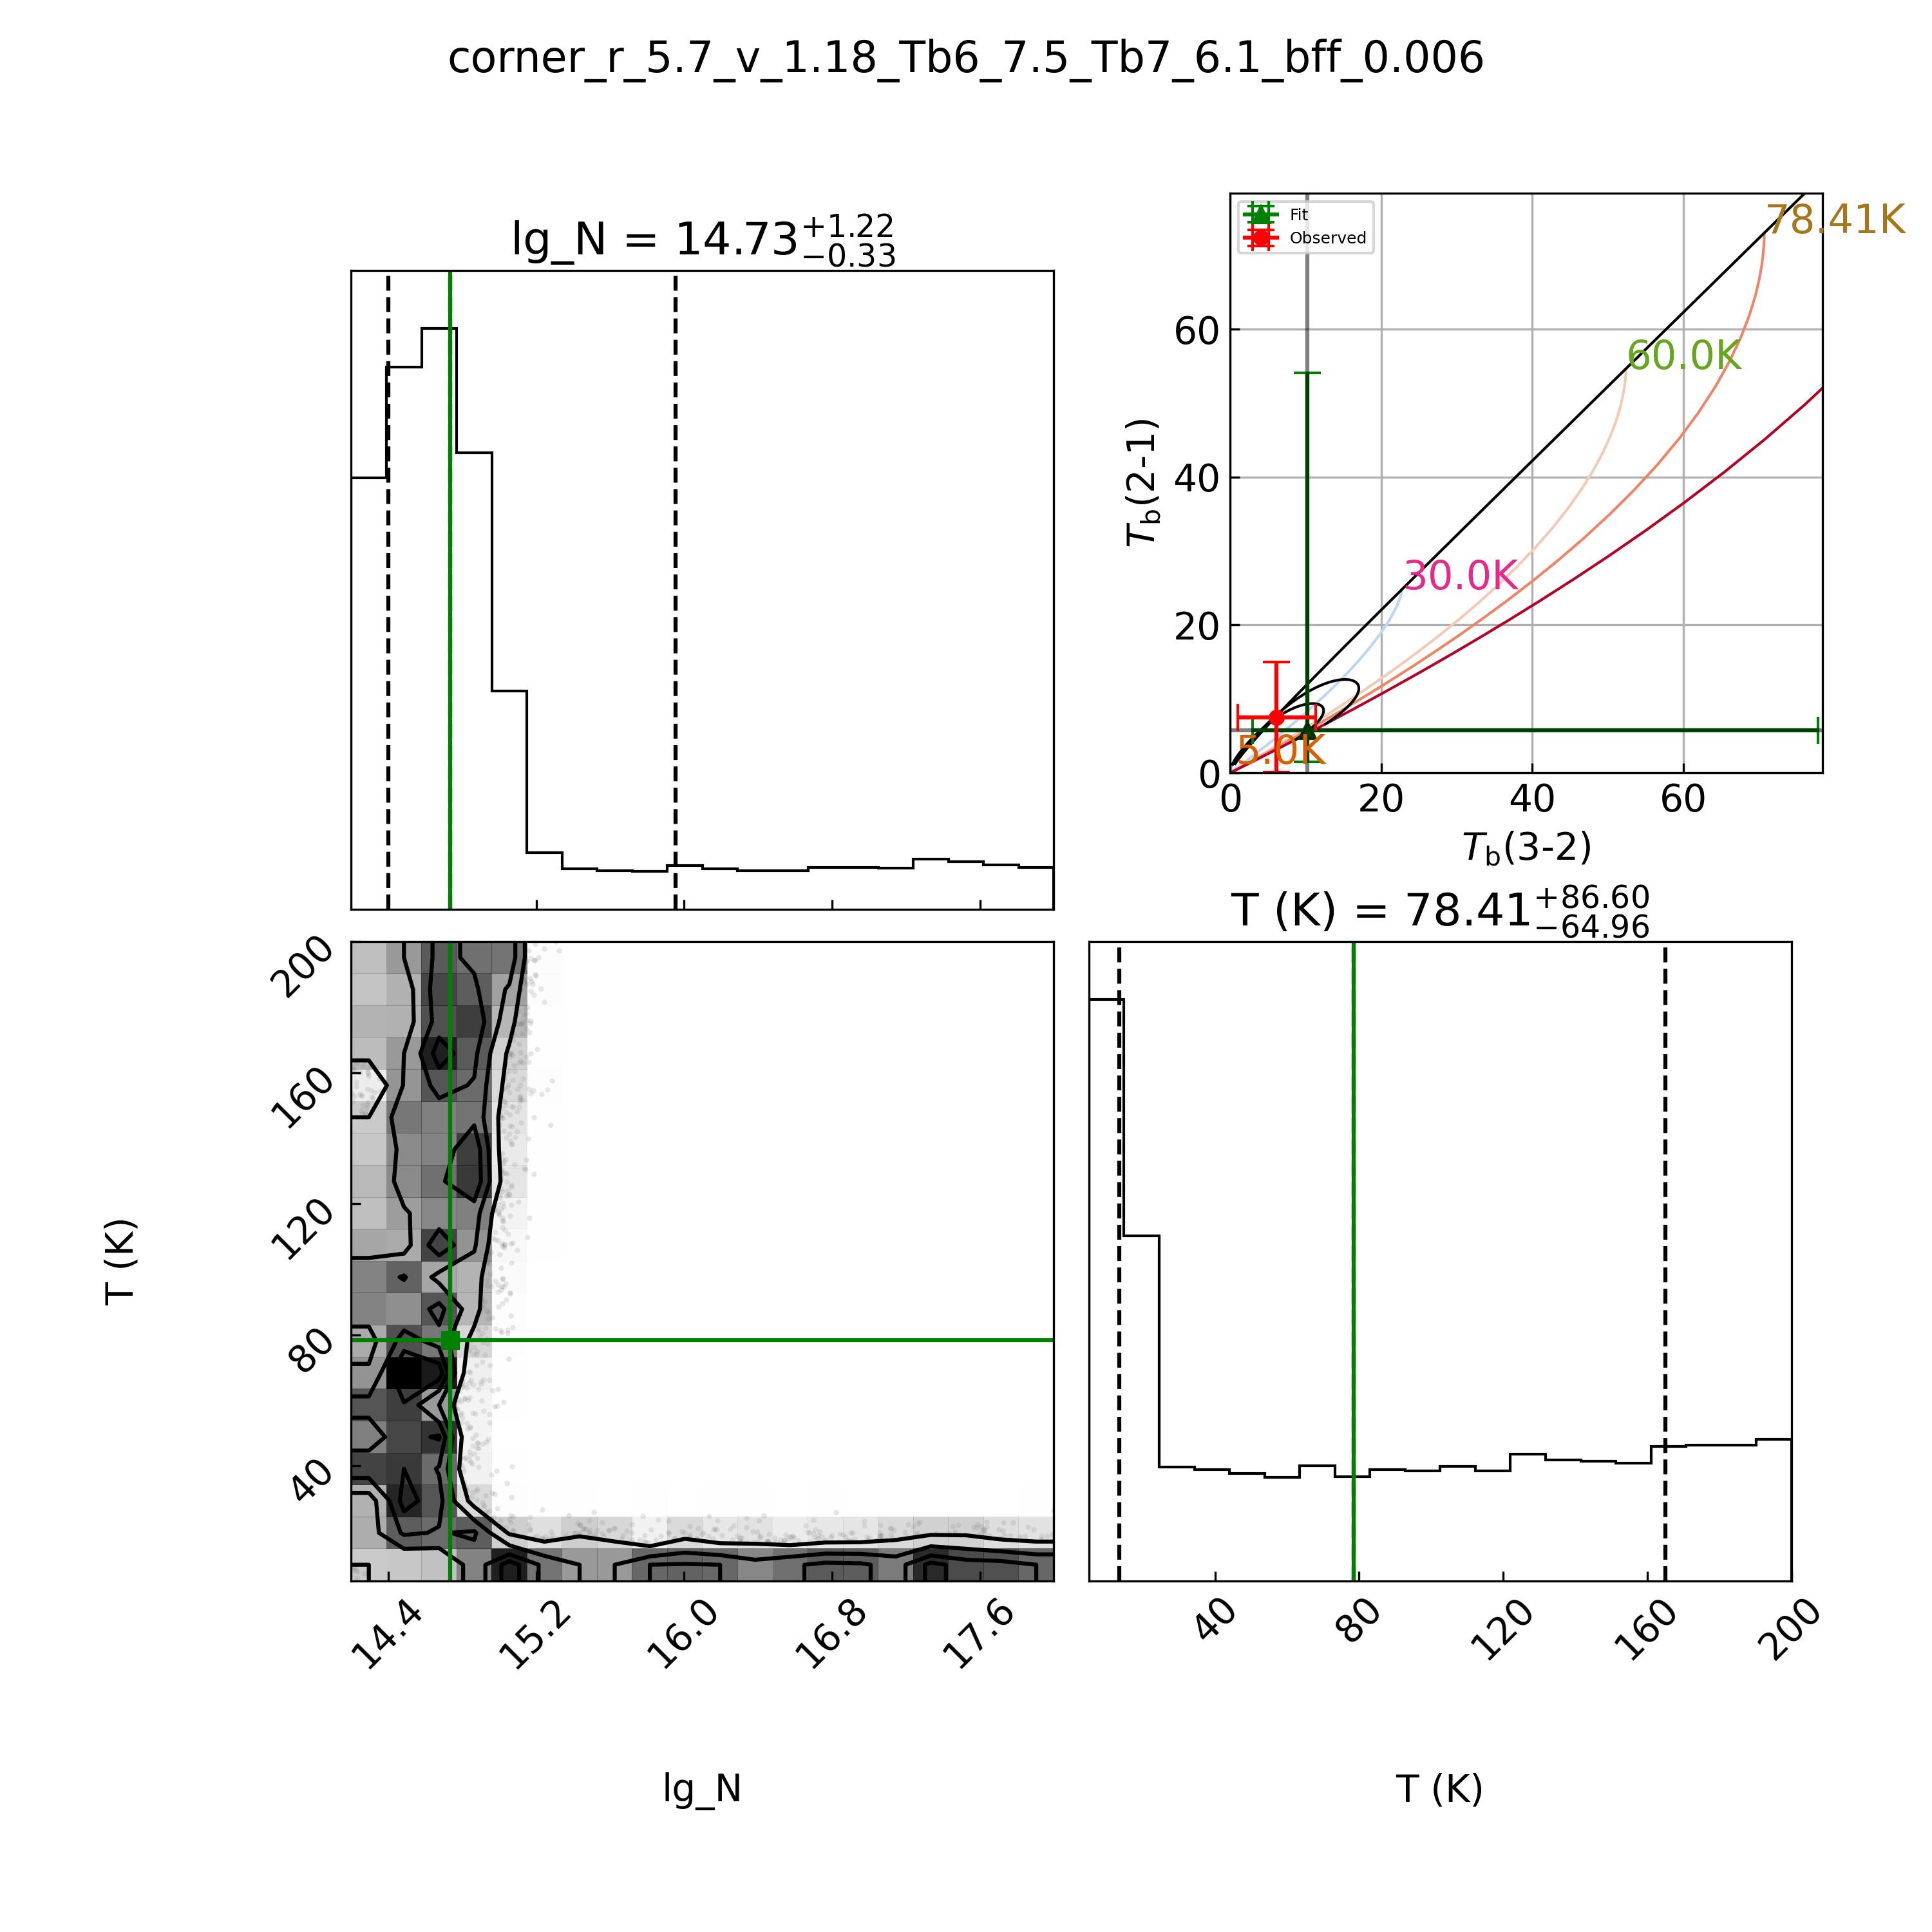 corner_r_5.7_v_1.18_Tb6_7.5_Tb7_6.1_bff_0.006
lg_N = 14.73+1.22−0.33
Fit
Observed
78.41K
60.0K
30.0K
5.0K
60
40
20
0
Tb(2-1)
0 20 40 60
Tb(3-2)
T (K) = 78.41+86.60−64.96
200
160
120
80
40
T (K)
14.4 15.2 16.0 16.8 17.6
lg_N
40 80 120 160 200
T (K)